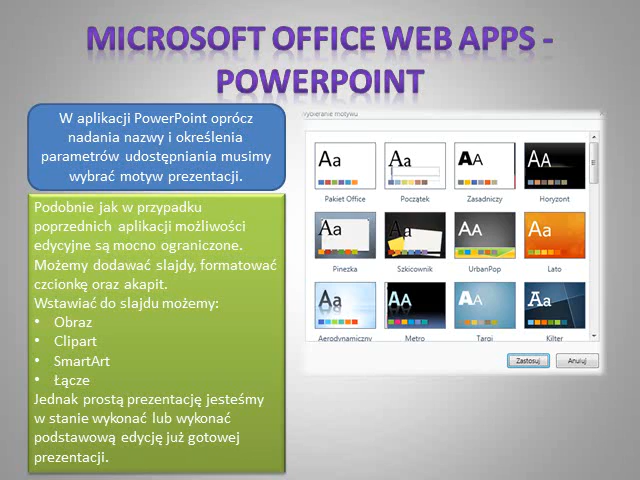 MICROSOFT OFFICE WEB APPS -
POWERPOINT
W aplikacji PowerPoint oprócz
nadania nazwy i określenia
parametrów udostępniania musimy
wybrać motyw prezentacji.
Podobnie jak w przypadku
poprzednich aplikacji możliwości
edycyjne są mocno ograniczone.
Możemy dodawać slajdy, formatować
czcionkę oraz akapit.
Wstawiać do slajdu możemy:
• Obraz
• Clipart
• SmartArt
• Łącze
Jednak prostą prezentację jesteśmy
w stanie wykonać lub wykonać
podstawową edycję już gotowej
prezentacji.
Wybieranie motywu
Aa Aa AA AA
Pakiet Office Początek Zasadniczy Horyzont
Aa Aa AA Aa
Pinezka Szkicownik UrbanPop Lato
Aa AA AA Aa
Aerodynamiczny Metro Targi Kilter
Zastosuj Anuluj